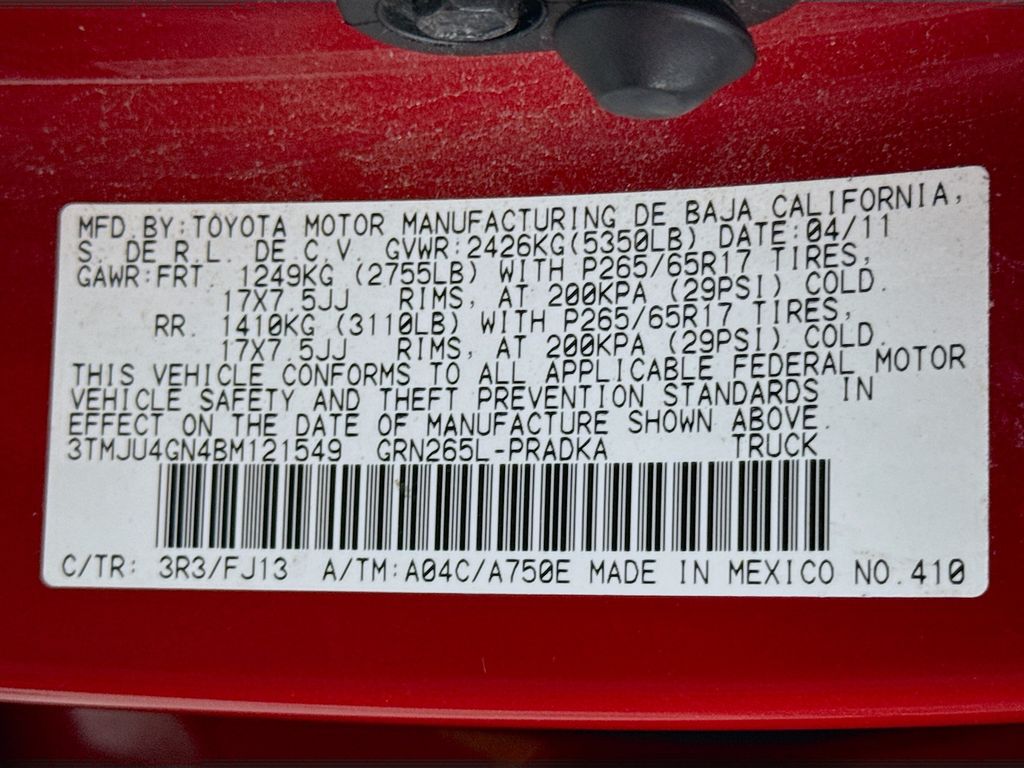 MFD.BY:TOYOTA MOTOR MANUFACTURING DE BAJA CALIFORNIA,
S. DE R.L. DE C.V. GVWR:2426KG(5350LB) DATE:04/11
GAWR:FRT. 1249KG (2755LB) WITH P265/65R17 TIRES,
17X7.5JJ RIMS, AT 200KPA (29PSI) COLD.
RR. 1410KG (3110LB) WITH P265/65R17 TIRES,
17X7.5JJ RIMS, AT 200KPA (29PSI) COLD.
THIS VEHICLE CONFORMS TO ALL APPLICABLE FEDERAL MOTOR
VEHICLE SAFETY AND THEFT PREVENTION STANDARDS IN
EFFECT ON THE DATE OF MANUFACTURE SHOWN ABOVE.
3TMJU4GN4BM121549 GRN265L-PRADKA TRUCK
C/TR: 3R3/FJ13 A/TM:A04C/A750E MADE IN MEXICO NO.410